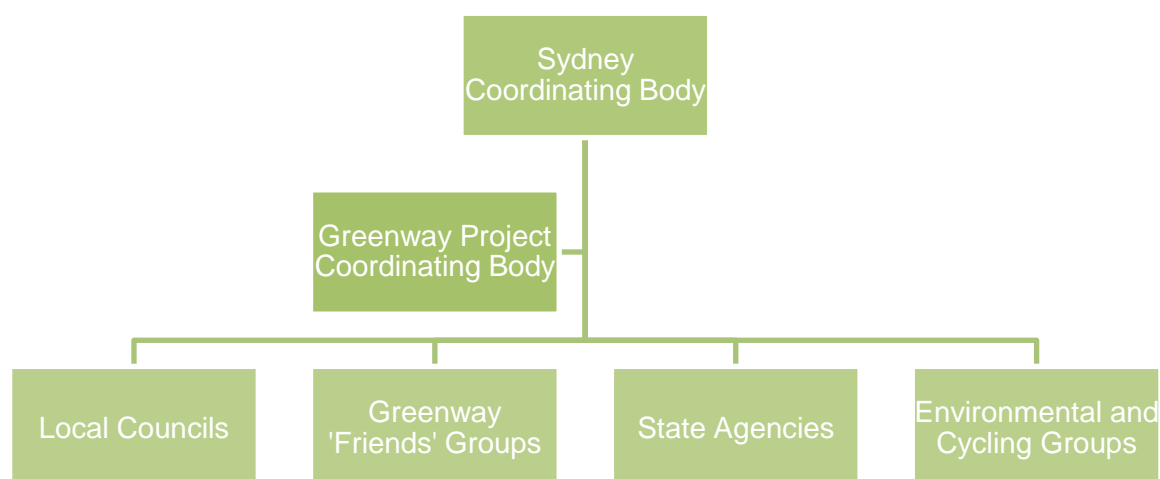 Sydney
Coordinating Body
Greenway Project
Coordinating Body
Local Councils
Greenway
'Friends' Groups
State Agencies
Environmental and
Cycling Groups